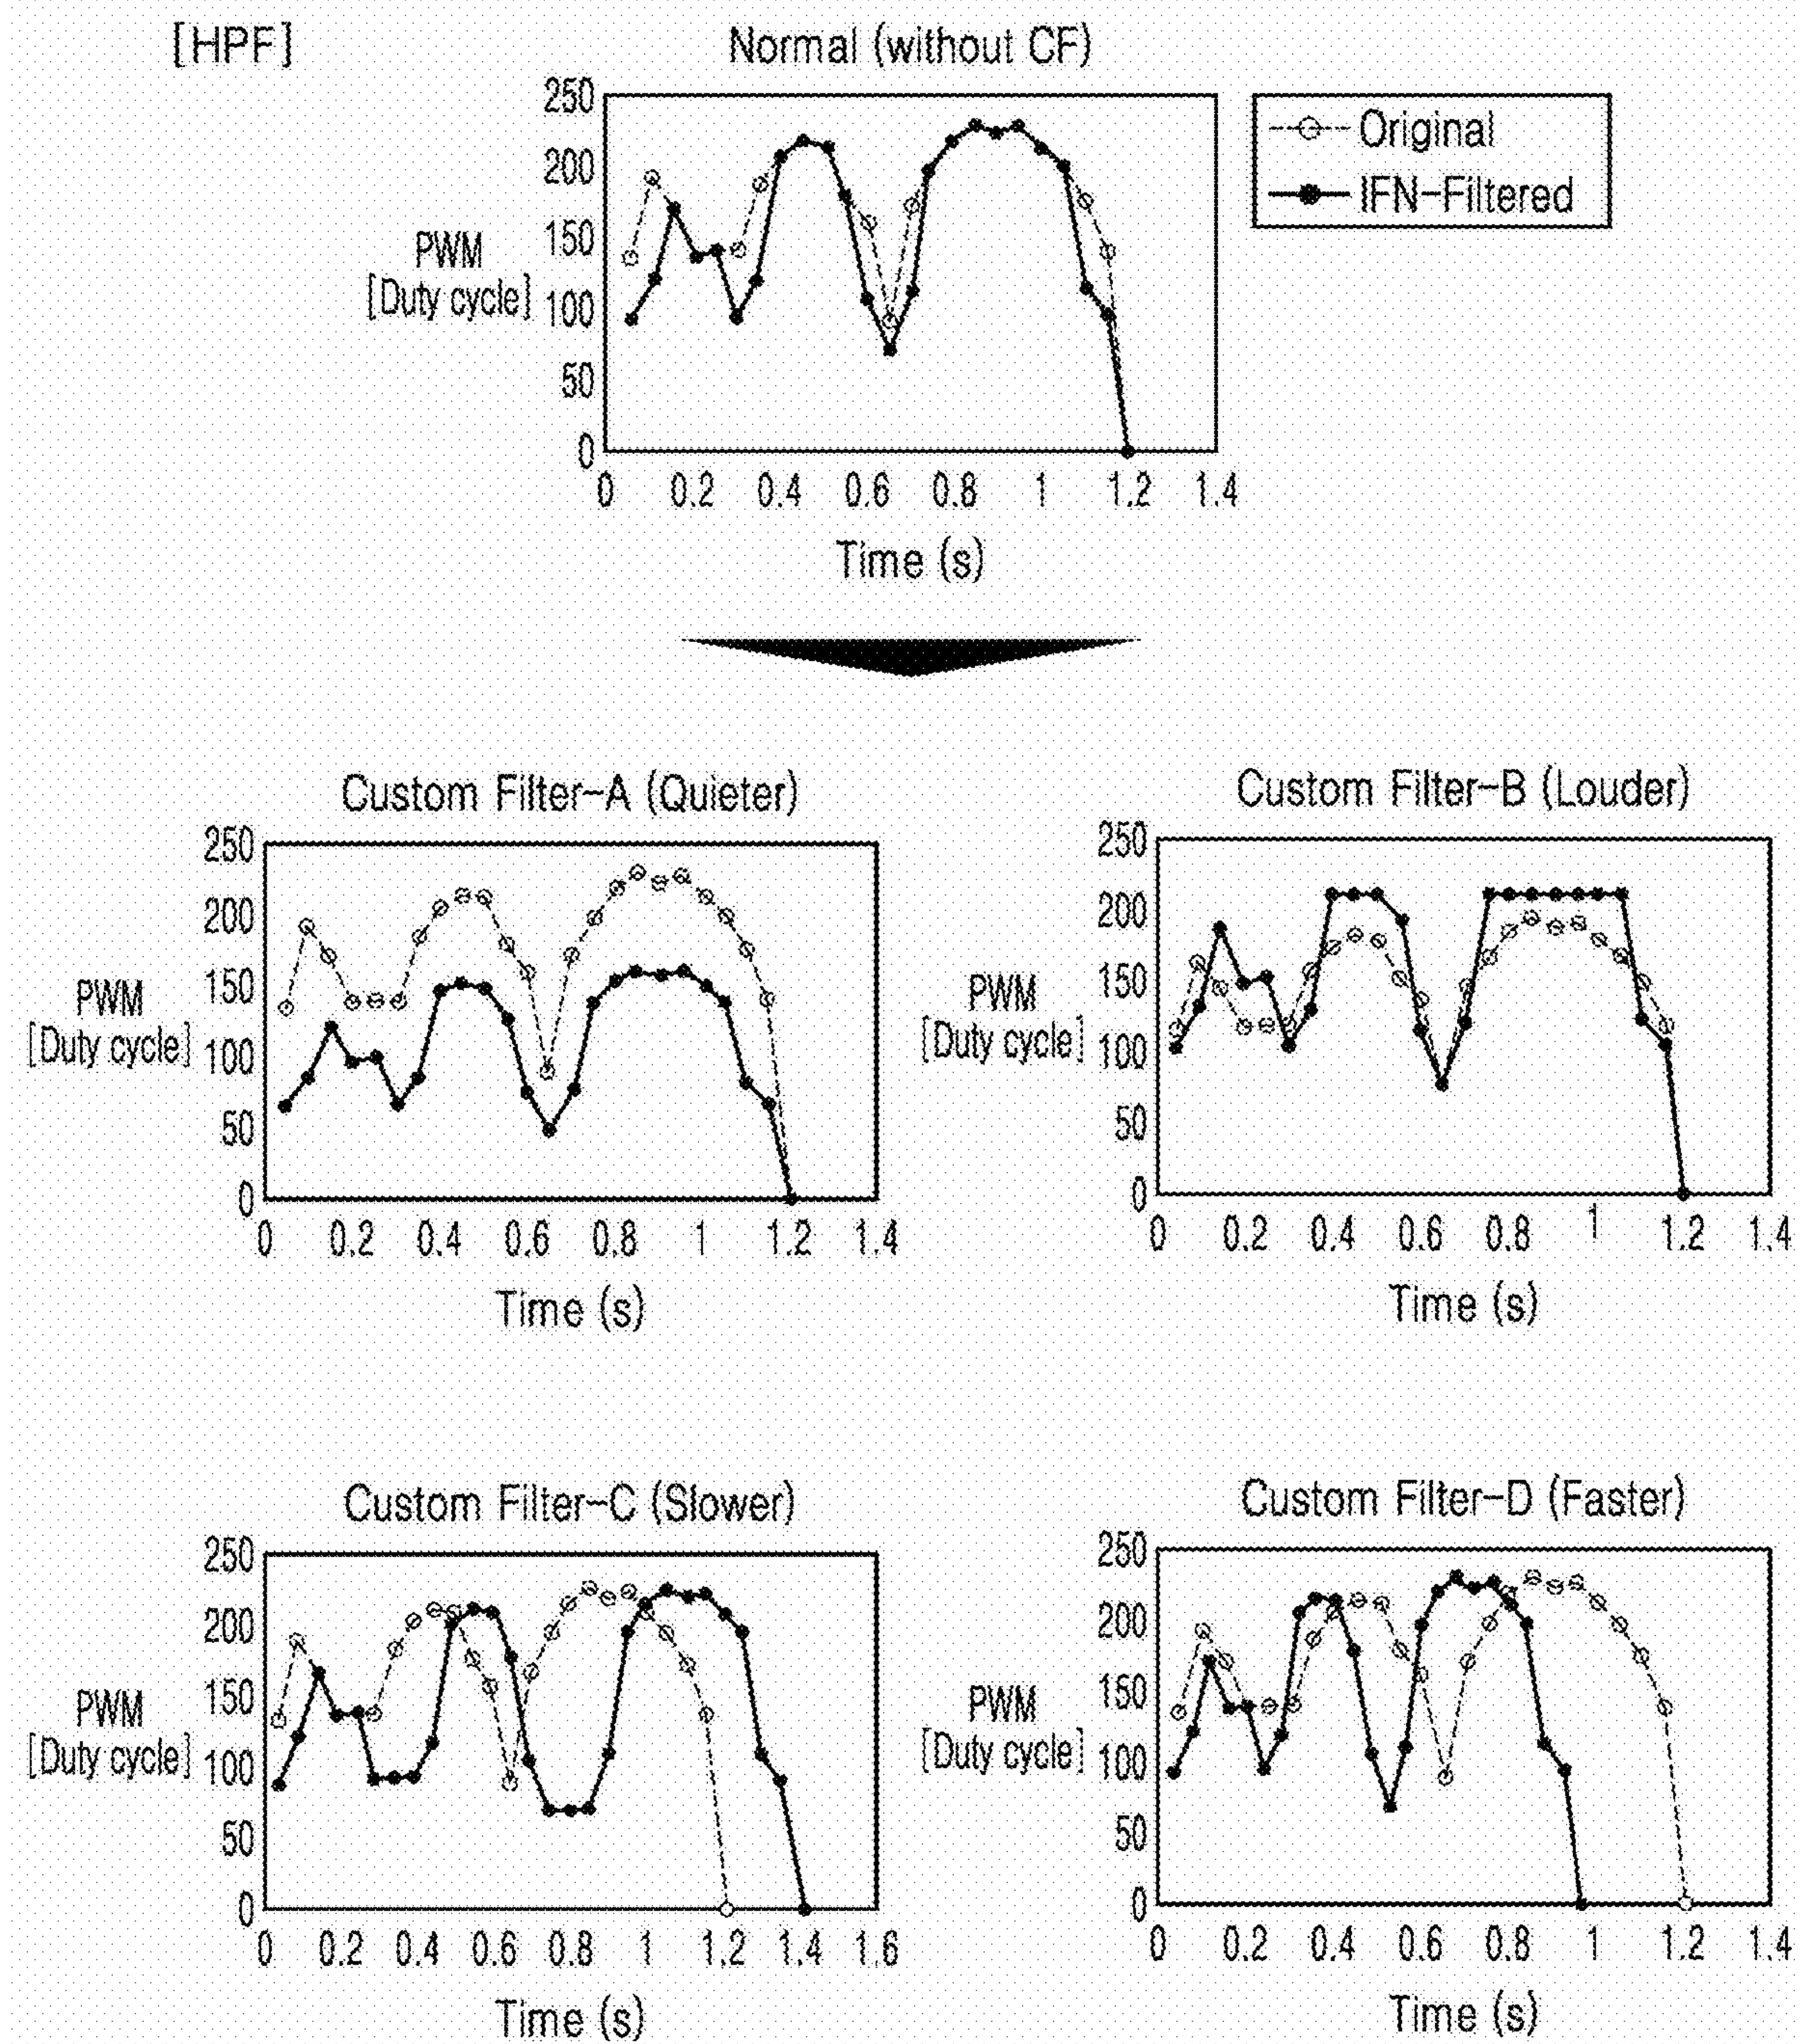 [HPF]
Normal (without CF)
Original
IFN-Filtered
PWM
[Duty cycle]
250
200
150
100
50
0
0 0.2 0.4 0.6 0.8 1 1.2 1.4
Time (s)
Custom Filter-A (Quieter)
PWM
[Duty cycle]
250
200
150
100
50
0
0 0.2 0.4 0.6 0.8 1 1.2 1.4
Time (s)
Custom Filter-B (Louder)
PWM
[Duty cycle]
250
200
150
100
50
0
0 0.2 0.4 0.6 0.8 1 1.2 1.4
Time (s)
Custom Filter-C (Slower)
PWM
[Duty cycle]
250
200
150
100
50
0
0 0.2 0.4 0.6 0.8 1 1.2 1.4 1.6
Time (s)
Custom Filter-D (Faster)
PWM
[Duty cycle]
250
200
150
100
50
0
0 0.2 0.4 0.6 0.8 1 1.2 1.4
Time (s)